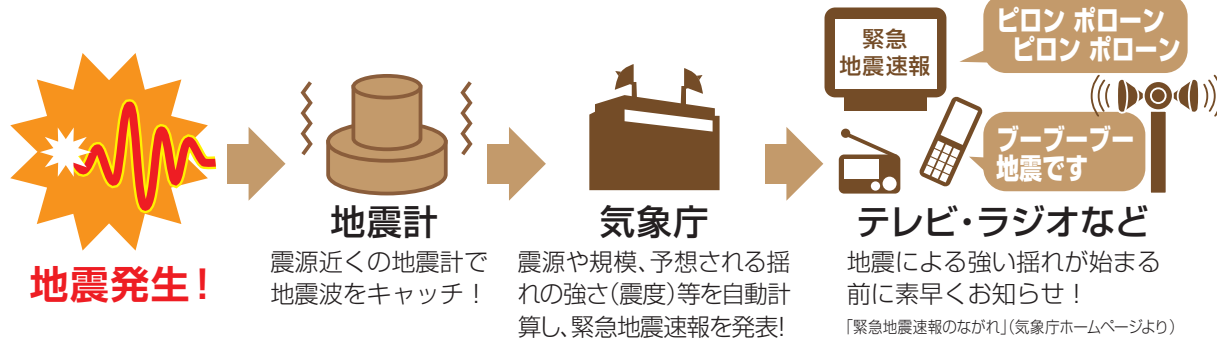 地震発生!
地震計
震源近くの地震計で
地震波をキャッチ!
気象庁
震源や規模、予想される揺
れの強さ(震度)等を自動計
算し、緊急地震速報を発表!
緊急
地震速報
ピロン ポローン
ピロン ポローン
ブーブーブー
地震です
テレビ・ラジオなど
地震による強い揺れが始まる
前に素早くお知らせ!
「緊急地震速報のながれ」(気象庁ホームページより)